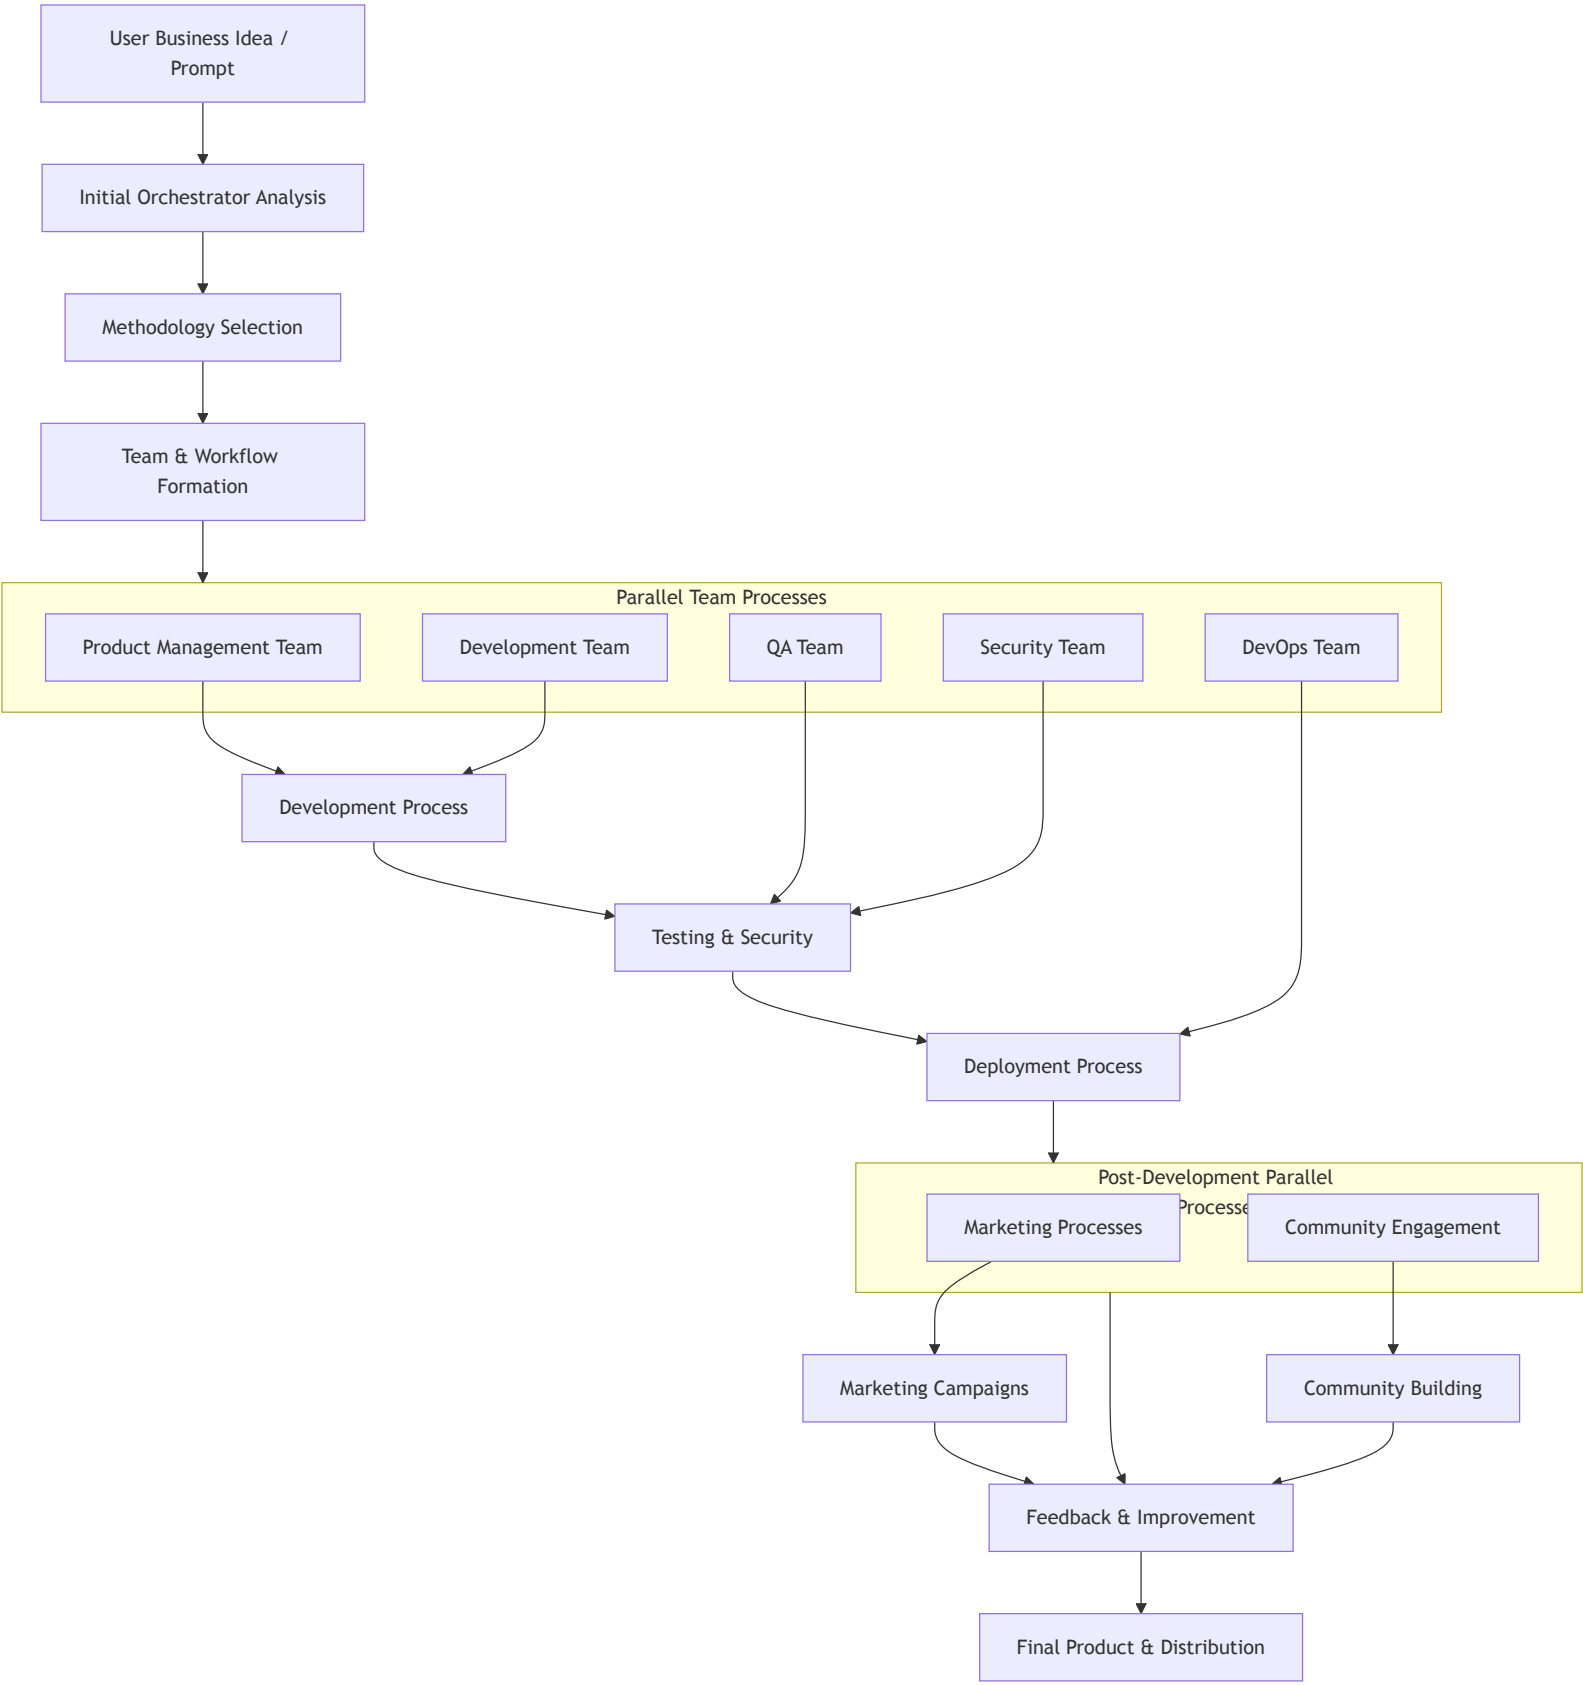 User Business Idea /
Prompt
Initial Orchestrator Analysis
Methodology Selection
Team & Workflow
Formation
Parallel Team Processes
Product Management Team
Development Team
QA Team
Security Team
DevOps Team
Development Process
Testing & Security
Deployment Process
Post-Development Parallel
Processe
Marketing Processes
Community Engagement
Marketing Campaigns
Community Building
Feedback & Improvement
Final Product & Distribution